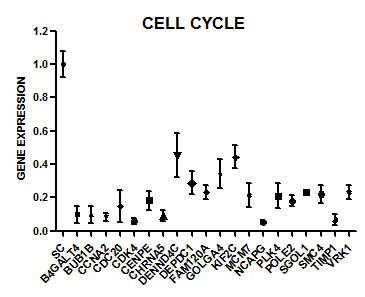 CELL CYCLE
GENE EXPRESSION
1.2
1.0
0.8
0.6
0.4
0.2
0.0
SC
B4GALT4
BUB1B
CCNA2
CDC20
CDK4
CENPE
CHRNA5
DENND4C
DEPDC1
FAM120A
GOLGA4
KIF2C
MCM7
NCAPG
PLK4
POLE2
SGOL1
SMC4
TIMP1
VRK1